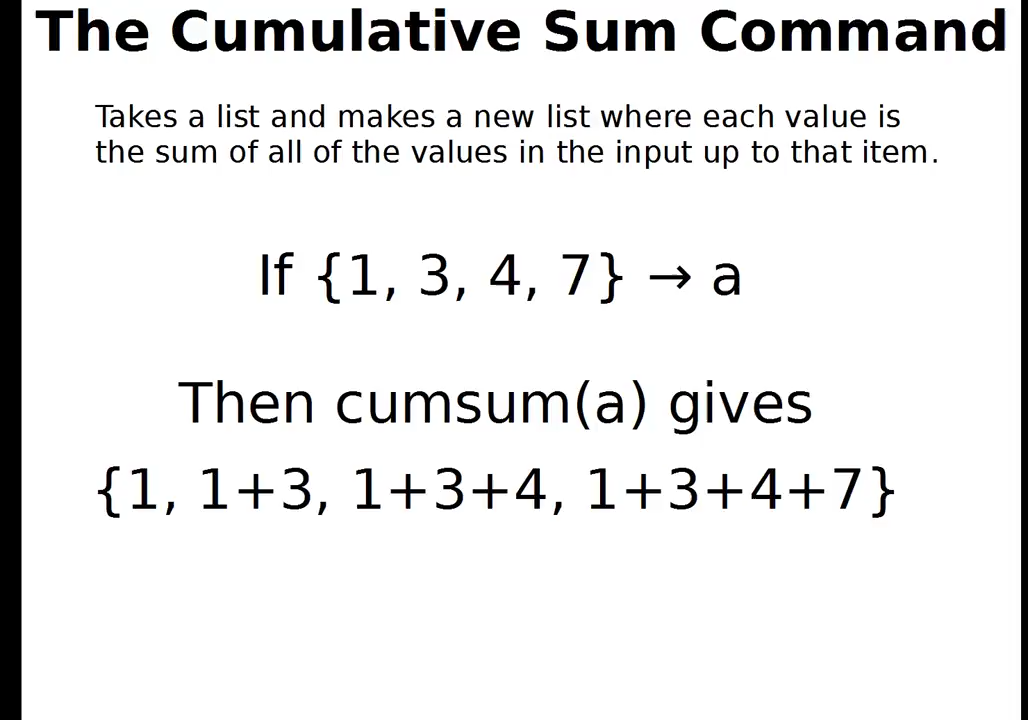 The Cumulative Sum Command
Takes a list and makes a new list where each value is
the sum of all of the values in the input up to that item.
If {1, 3, 4, 7} → a
Then cumsum(a) gives
{1, 1+3, 1+3+4, 1+3+4+7}